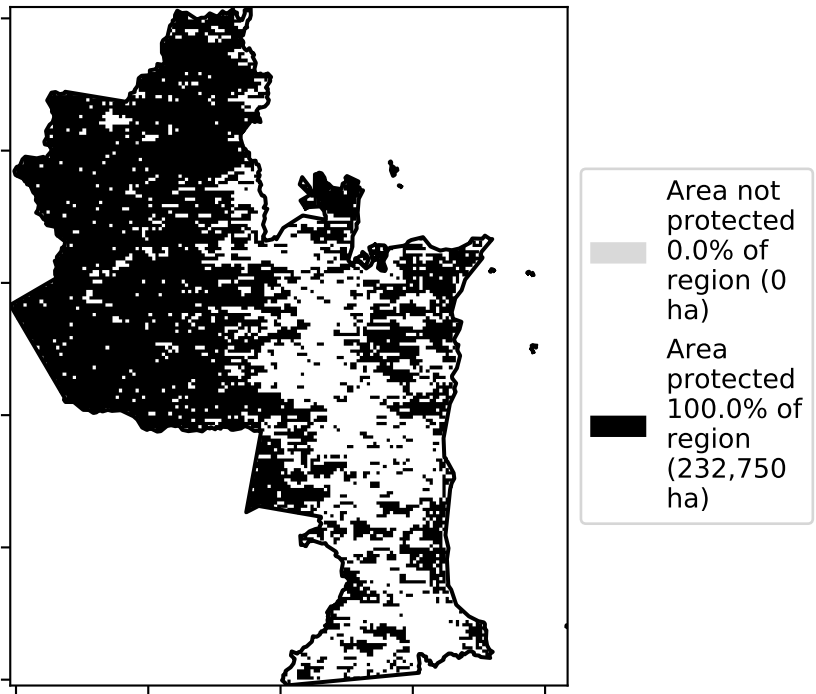 Area not
protected
0.0% of
region (0
ha)
Area
protected
100.0% of
region
(232,750
ha)